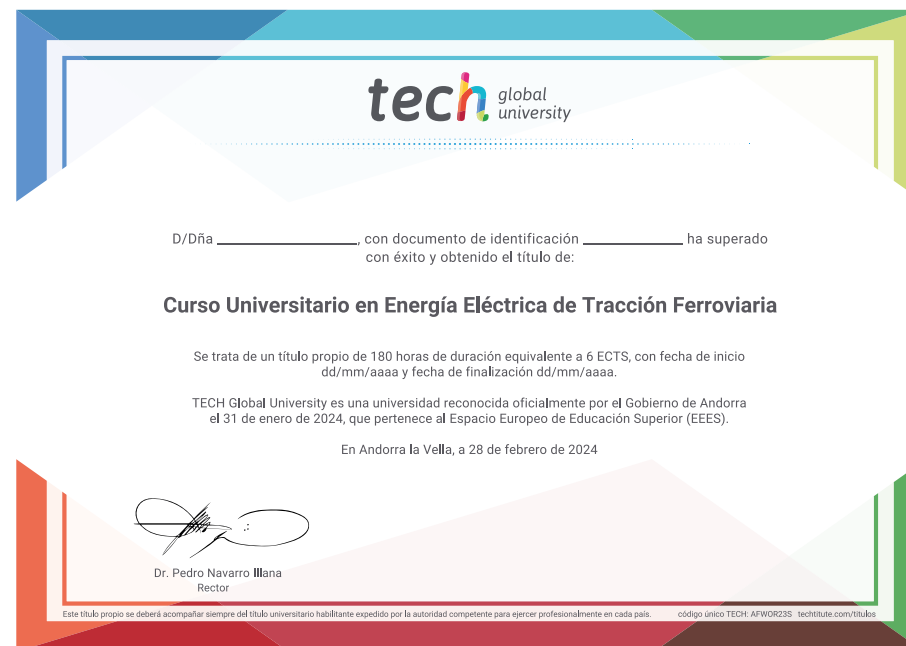 tech global university
D/Dña ____________________, con documento de identificación ______________ ha superado
con éxito y obtenido el título de:
Curso Universitario en Energía Eléctrica de Tracción Ferroviaria
Se trata de un título propio de 180 horas de duración equivalente a 6 ECTS, con fecha de inicio
dd/mm/aaaa y fecha de finalización dd/mm/aaaa.
TECH Global University es una universidad reconocida oficialmente por el Gobierno de Andorra
el 31 de enero de 2024, que pertenece al Espacio Europeo de Educación Superior (EEES).
En Andorra la Vella, a 28 de febrero de 2024
Dr. Pedro Navarro Illana
Rector
Este título propio se deberá acompañar siempre del título universitario habilitante expedido por la autoridad competente para ejercer profesionalmente en cada país. código único TECH: AFWOR23S techtitute.com/titulos